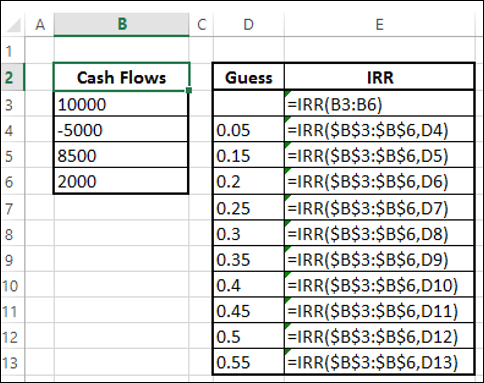 A B C D E
1
2 Cash Flows Guess IRR
3 10000 =IRR(B3:B6)
4 -5000 0.05 =IRR($B$3:$B$6,D4)
5 8500 0.15 =IRR($B$3:$B$6,D5)
6 2000 0.2 =IRR($B$3:$B$6,D6)
7 0.25 =IRR($B$3:$B$6,D7)
8 0.3 =IRR($B$3:$B$6,D8)
9 0.35 =IRR($B$3:$B$6,D9)
10 0.4 =IRR($B$3:$B$6,D10)
11 0.45 =IRR($B$3:$B$6,D11)
12 0.5 =IRR($B$3:$B$6,D12)
13 0.55 =IRR($B$3:$B$6,D13)